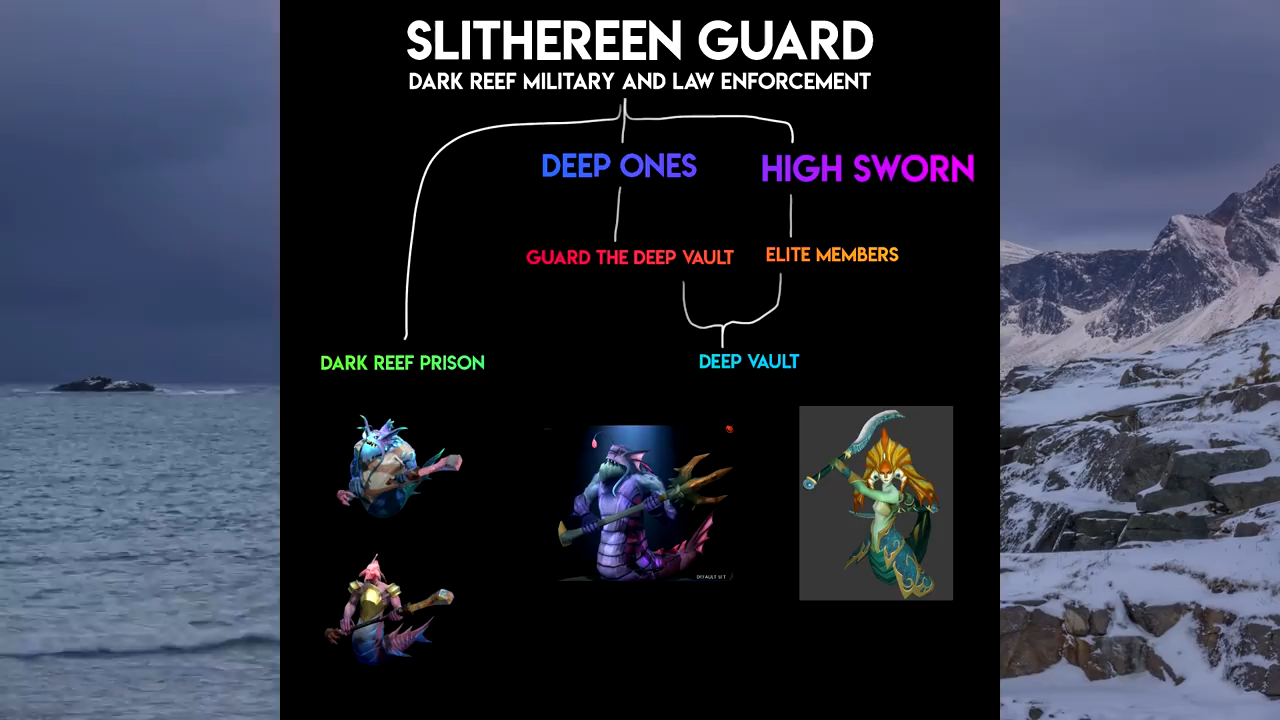 SLITHEREEN GUARD
DARK REEF MILITARY AND LAW ENFORCEMENT
DEEP ONES
HIGH SWORN
GUARD THE DEEP VAULT
ELITE MEMBERS
DARK REEF PRISON
DEEP VAULT
DEFAULT SET